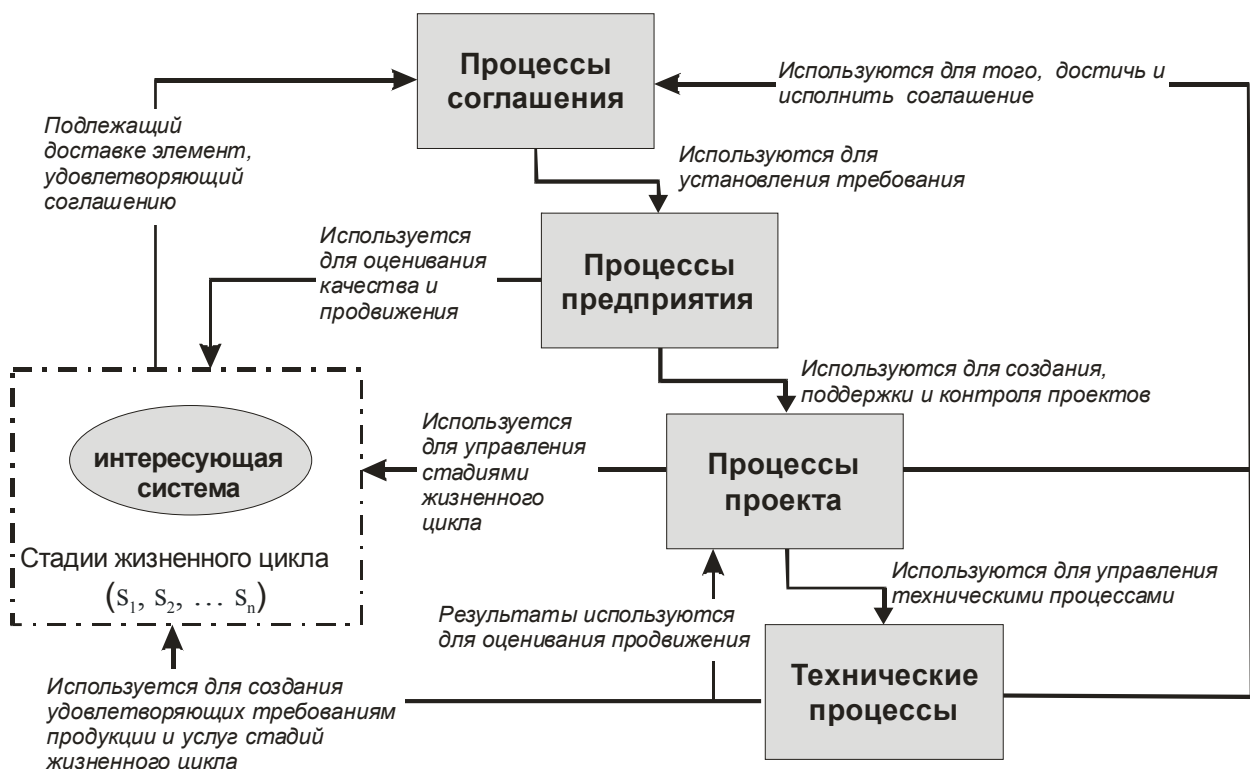 Процессы
соглашения
Используются для того, достичь и
исполнить соглашение
Подлежащий
доставке элемент,
удовлетворяющий
соглашению
Используются для
установления требования
Используется
для оценивания
качества и
продвижения
Процессы
предприятия
Используются для создания,
поддержки и контроля проектов
Используется
для управления
стадиями
жизненного
цикла
Процессы
проекта
интересующая
система
Стадии жизненного цикла
(s₁, s₂, … sₙ)
Используются для управления
техническими процессами
Результаты используются
для оценивания продвижения
Технические
процессы
Используется для создания
удовлетворяющих требованиям
продукции и услуг стадий
жизненного цикла